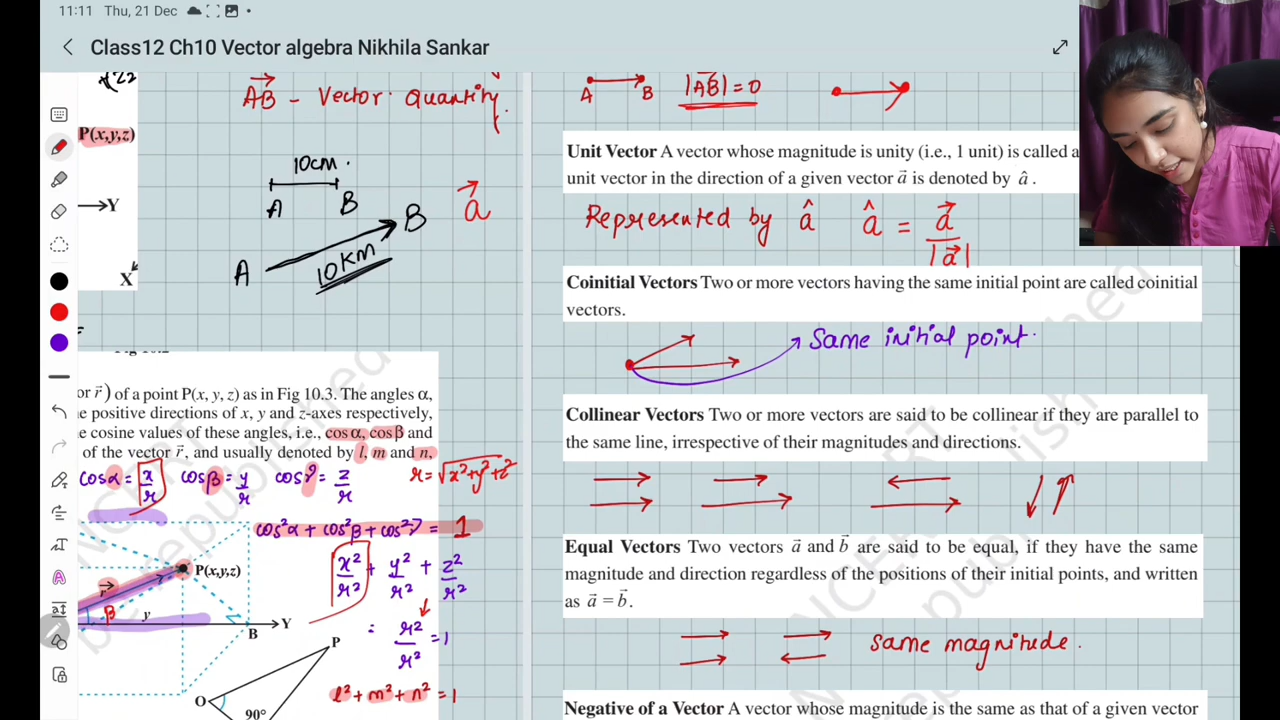 11:11 Thu, 21 Dec
Class12 Ch10 Vector algebra Nikhila Sankar
AB⃗ – Vector Quantity.
P(x,y,z)
10cm.
A B
Y
X
a⃗
A B
10KM
or r⃗) of a point P(x, y, z) as in Fig 10.3. The angles α,
e positive directions of x, y and z-axes respectively,
e cosine values of these angles, i.e., cos α, cos β and
of the vector r⃗, and usually denoted by l, m and n,
cosα = x/r cosβ = y/r cosγ = z/r r = √x²+y²+z²
cos²α + cos²β + cos²γ = 1
x²/r² + y²/r² + z²/r²
P(x,y,z)
r⃗
β y B Y
= r²/r² = 1
P
O
90°
l² + m² + n² = 1
A B |AB⃗| = 0
Unit Vector A vector whose magnitude is unity (i.e., 1 unit) is called a
unit vector in the direction of a given vector a⃗ is denoted by â.
Represented by â â = a⃗/|a⃗|
Coinitial Vectors Two or more vectors having the same initial point are called coinitial
vectors.
Same initial point.
Collinear Vectors Two or more vectors are said to be collinear if they are parallel to
the same line, irrespective of their magnitudes and directions.
Equal Vectors Two vectors a⃗ and b⃗ are said to be equal, if they have the same
magnitude and direction regardless of the positions of their initial points, and written
as a⃗ = b⃗.
same magnitude.
Negative of a Vector A vector whose magnitude is the same as that of a given vector